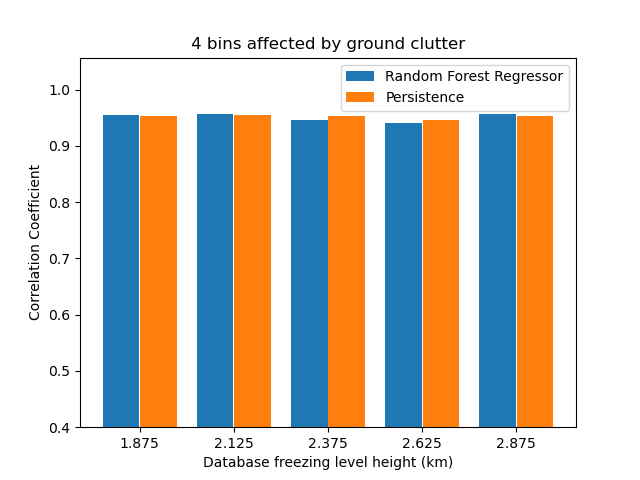 4 bins affected by ground clutter
Random Forest Regressor
Persistence
Correlation Coefficient
1.0
0.9
0.8
0.7
0.6
0.5
0.4
1.875 2.125 2.375 2.625 2.875
Database freezing level height (km)